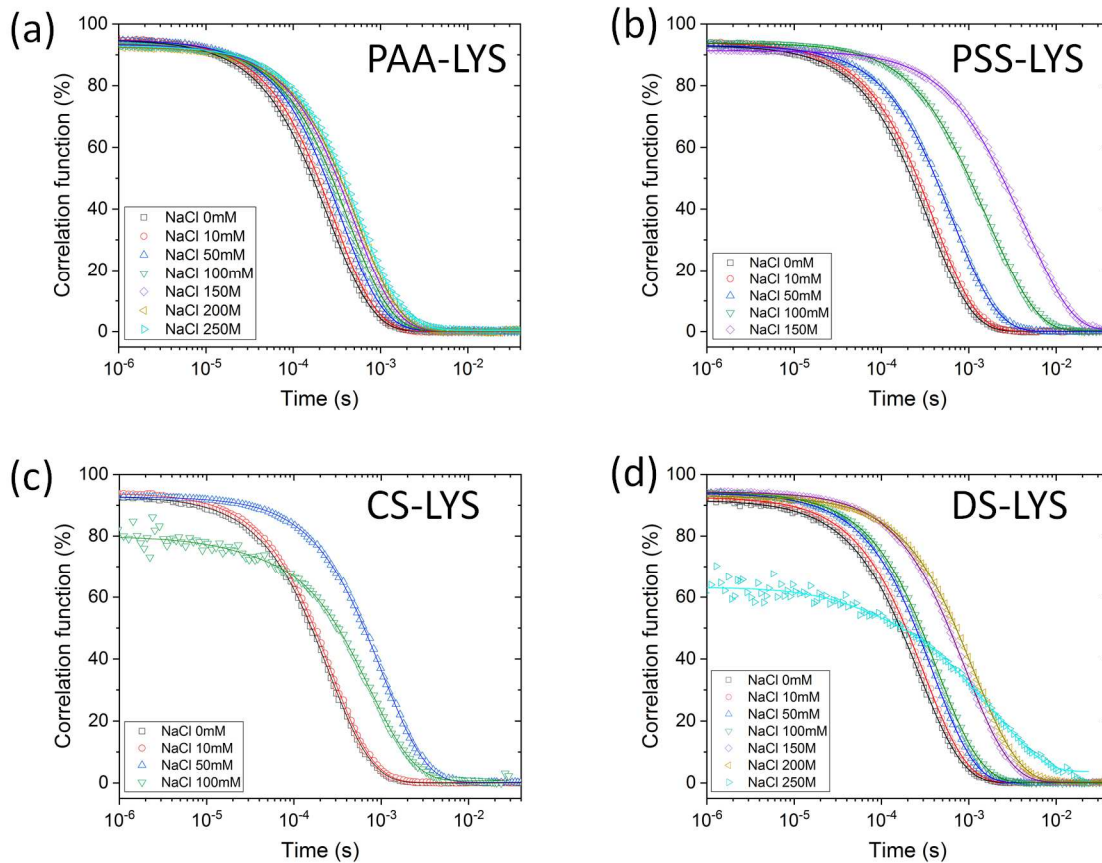 (a)
PAA-LYS
Correlation function (%)
100
80
60
40
20
0
NaCl 0mM
NaCl 10mM
NaCl 50mM
NaCl 100mM
NaCl 150M
NaCl 200M
NaCl 250M
10-6
10-5
10-4
10-3
10-2
Time (s)
(b)
PSS-LYS
Correlation function (%)
100
80
60
40
20
0
NaCl 0mM
NaCl 10mM
NaCl 50mM
NaCl 100mM
NaCl 150M
10-6
10-5
10-4
10-3
10-2
Time (s)
(c)
CS-LYS
Correlation function (%)
100
80
60
40
20
0
NaCl 0mM
NaCl 10mM
NaCl 50mM
NaCl 100mM
10-6
10-5
10-4
10-3
10-2
Time (s)
(d)
DS-LYS
Correlation function (%)
100
80
60
40
20
0
NaCl 0mM
NaCl 10mM
NaCl 50mM
NaCl 100mM
NaCl 150M
NaCl 200M
NaCl 250M
10-6
10-5
10-4
10-3
10-2
Time (s)